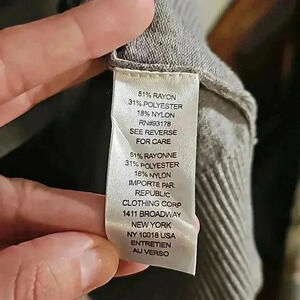 51% RAYON
31% POLYESTER
18% NYLON
RN#93178
SEE REVERSE
FOR CARE
51% RAYONNE
31% POLYESTER
18% NYLON
IMPORTE PAR:
REPUBLIC
CLOTHING CORP
1411 BROADWAY
NEW YORK
NY 10018 USA
ENTRETIEN
AU VERSO